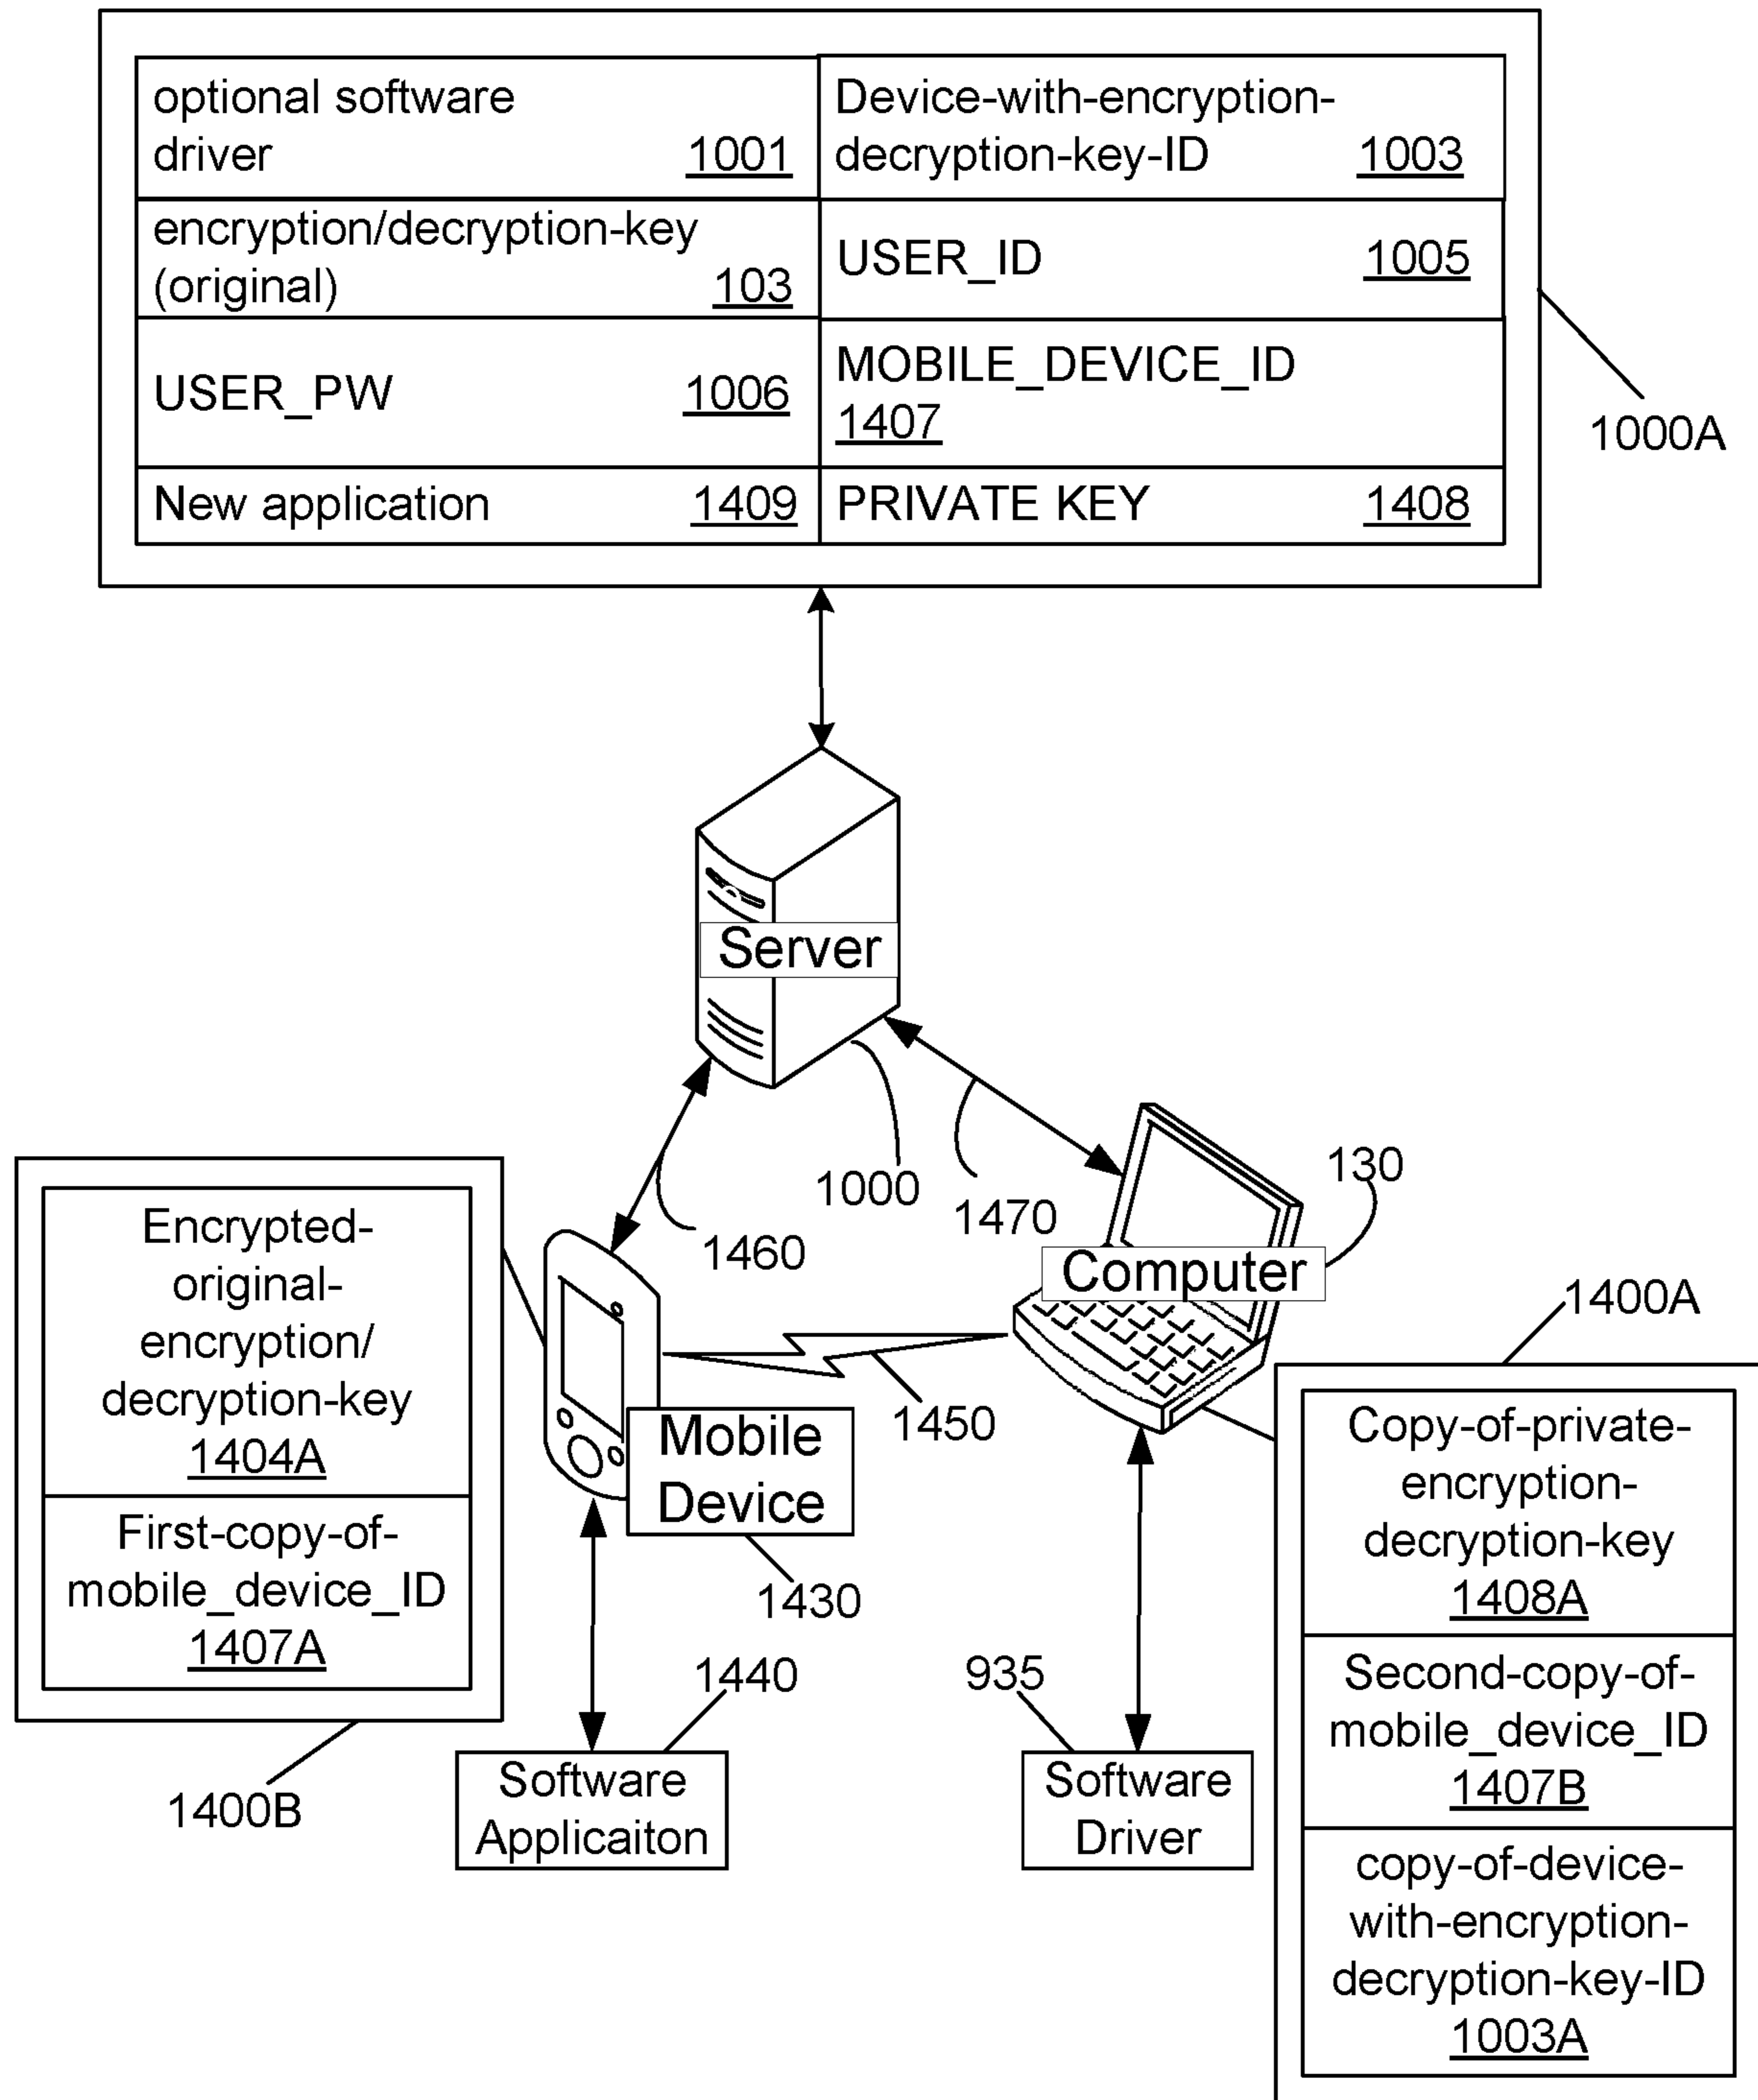 optional software
driver 1001
Device-with-encryption-
decryption-key-ID 1003
encryption/decryption-key
(original) 103
USER_ID 1005
USER_PW 1006
MOBILE_DEVICE_ID
1407
New application 1409
PRIVATE KEY 1408
1000A
Server
1000
1460
1470
130
Computer
Encrypted-
original-
encryption/
decryption-key
1404A
First-copy-of-
mobile_device_ID
1407A
1400B
Mobile
Device
1430
1450
1400A
Copy-of-private-
encryption-
decryption-key
1408A
Second-copy-of-
mobile_device_ID
1407B
copy-of-device-
with-encryption-
decryption-key-ID
1003A
1440
Software
Applicaiton
935
Software
Driver